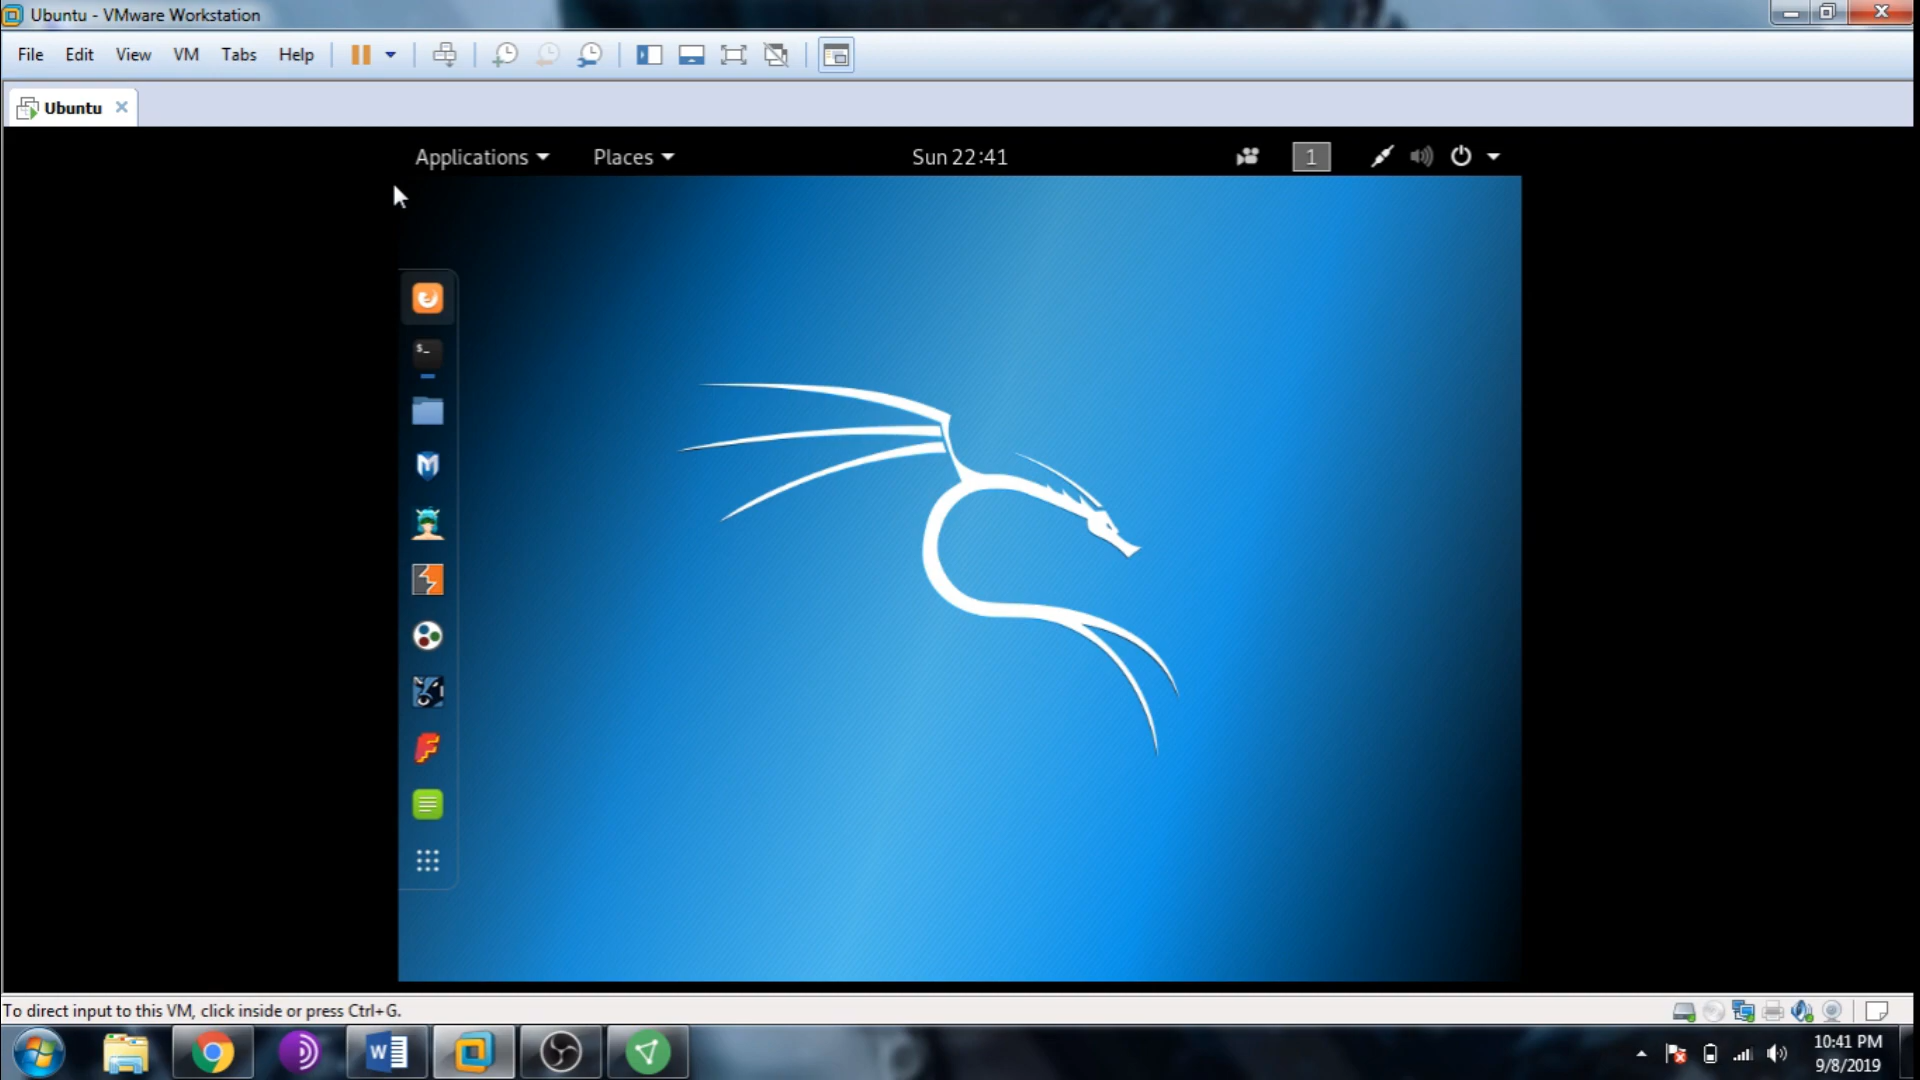 Ubuntu - VMware Workstation
File Edit View VM Tabs Help
Ubuntu
Applications Places Sun 22:41 1
$_
To direct input to this VM, click inside or press Ctrl+G.
W
10:41 PM
9/8/2019